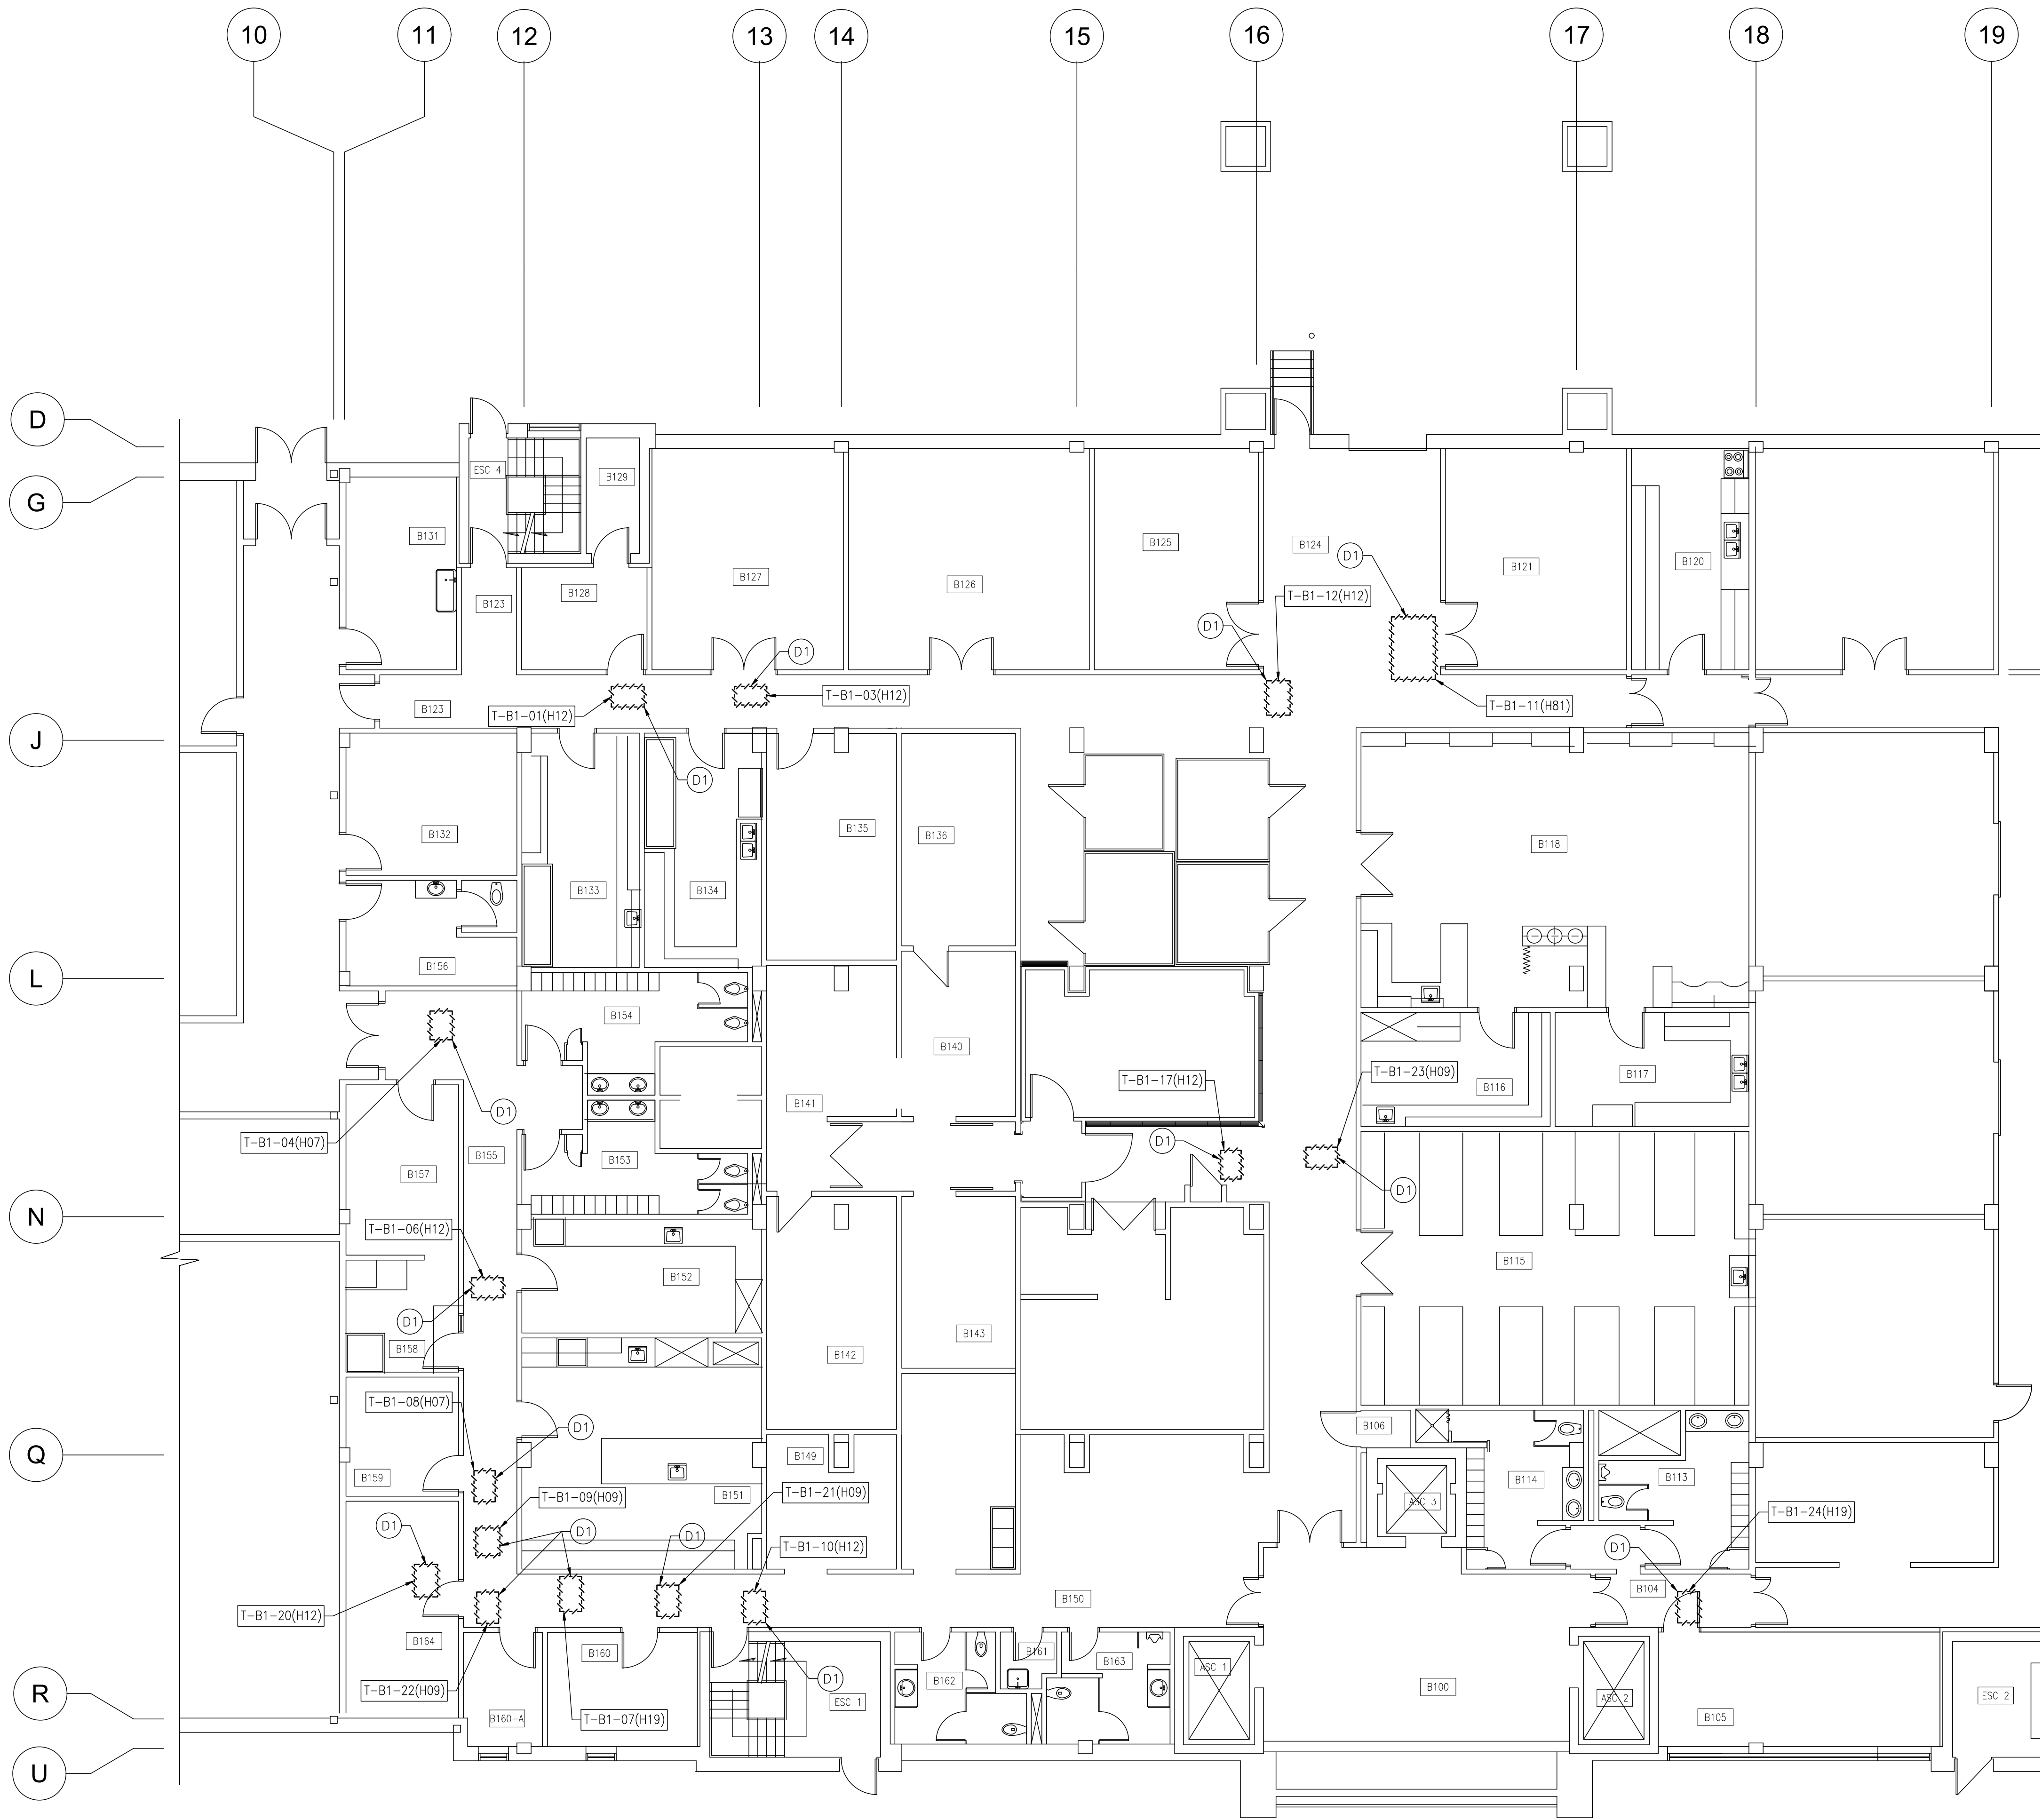 10 11 12 13 14 15 16 17 18 19
D
ESC 4
B129
G
B131
B127
B126
B125
B124
D1
B121
B120
B123
B128
T-B1-12(H12)
D1
D1
T-B1-03(H12)
B123
T-B1-01(H12)
T-B1-11(H81)
J
D1
B132
B135
B136
B118
B133
B134
B156
L
B154
B140
T-B1-23(H09)
T-B1-17(H12)
B116
B117
B141
D1
T-B1-04(H07)
D1
B155
B157
B153
D1
N
T-B1-06(H12)
B115
B152
D1
B158
B143
B142
T-B1-08(H07)
D1
B106
Q
B149
B159
B114
B113
T-B1-09(H09)
B151
T-B1-21(H09)
ASC 3
T-B1-24(H19)
D1
D1
D1
T-B1-10(H12)
D1
B104
T-B1-20(H12)
B150
B164
B160
B161
B163
ASC 1
B162
D1
T-B1-22(H09)
R
ESC 1
B100
ASC 2
ESC 2
B160-A
T-B1-07(H19)
B105
U